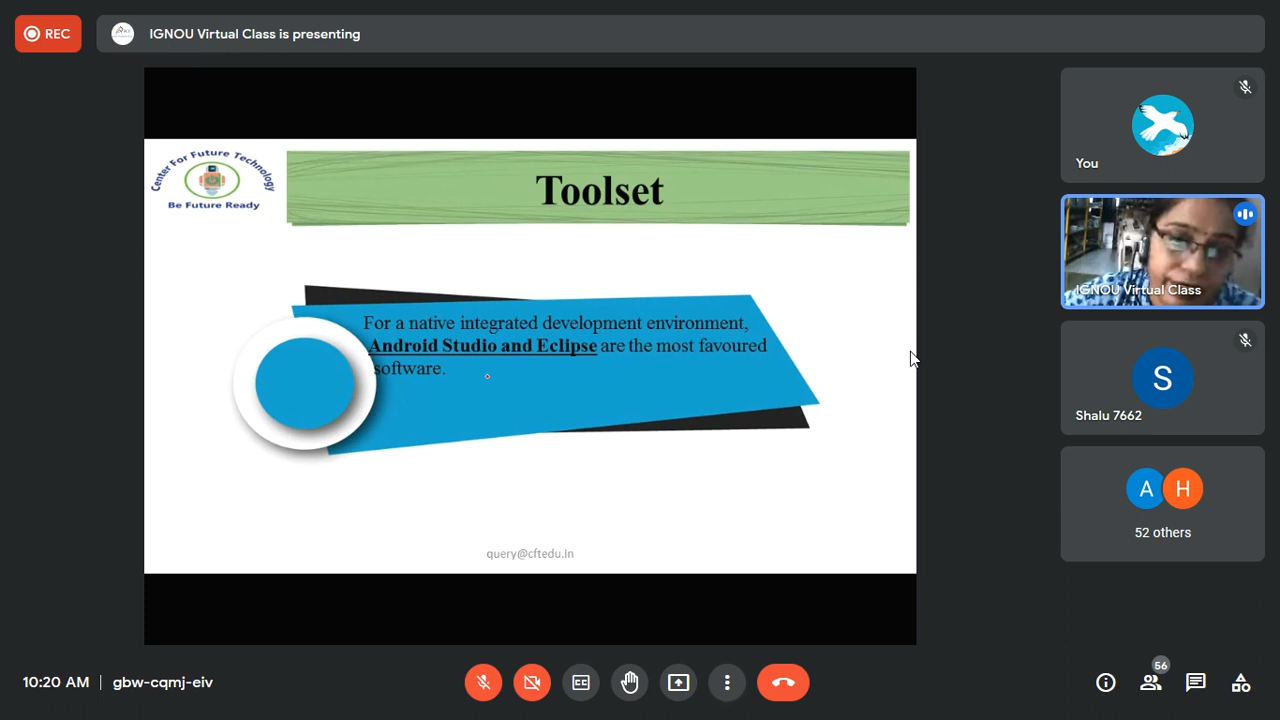 REC
IGNOU Virtual Class is presenting
Center For Future Technology
Be Future Ready
Toolset
For a native integrated development environment,
Android Studio and Eclipse are the most favoured
software.
query@cftedu.in
You
IGNOU Virtual Class
S
Shalu 7662
A H
52 others
10:20 AM | gbw-cqmj-eiv
CC
56